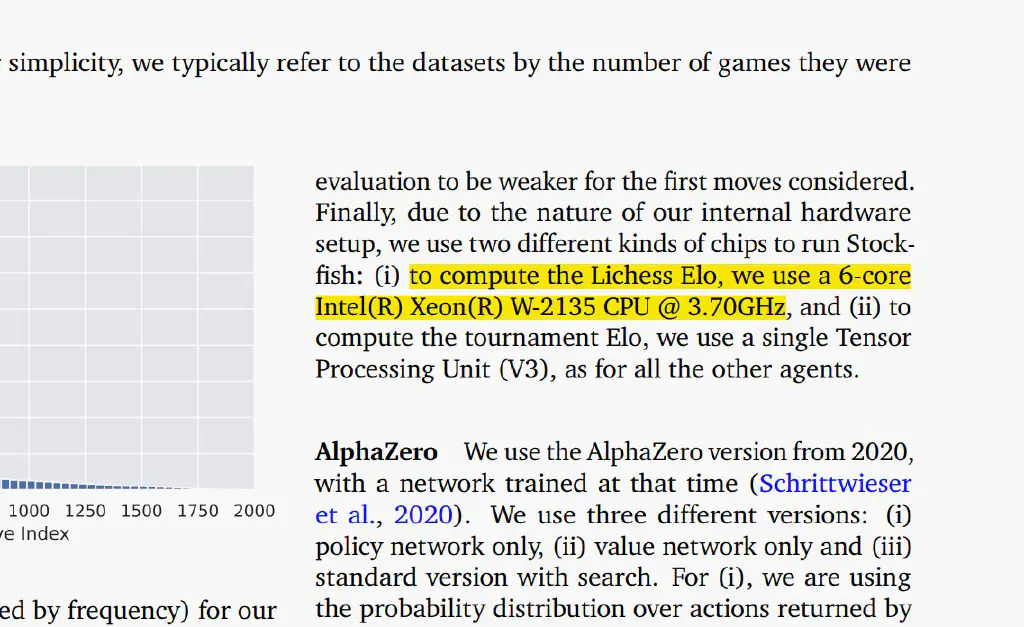 simplicity, we typically refer to the datasets by the number of games they were
evaluation to be weaker for the first moves considered.
Finally, due to the nature of our internal hardware
setup, we use two different kinds of chips to run Stock-
fish: (i) to compute the Lichess Elo, we use a 6-core
Intel(R) Xeon(R) W-2135 CPU @ 3.70GHz, and (ii) to
compute the tournament Elo, we use a single Tensor
Processing Unit (V3), as for all the other agents.
AlphaZero We use the AlphaZero version from 2020,
with a network trained at that time (Schrittwieser
et al., 2020). We use three different versions: (i)
policy network only, (ii) value network only and (iii)
standard version with search. For (i), we are using
the probability distribution over actions returned by
1000 1250 1500 1750 2000
ve Index
ed by frequency) for our